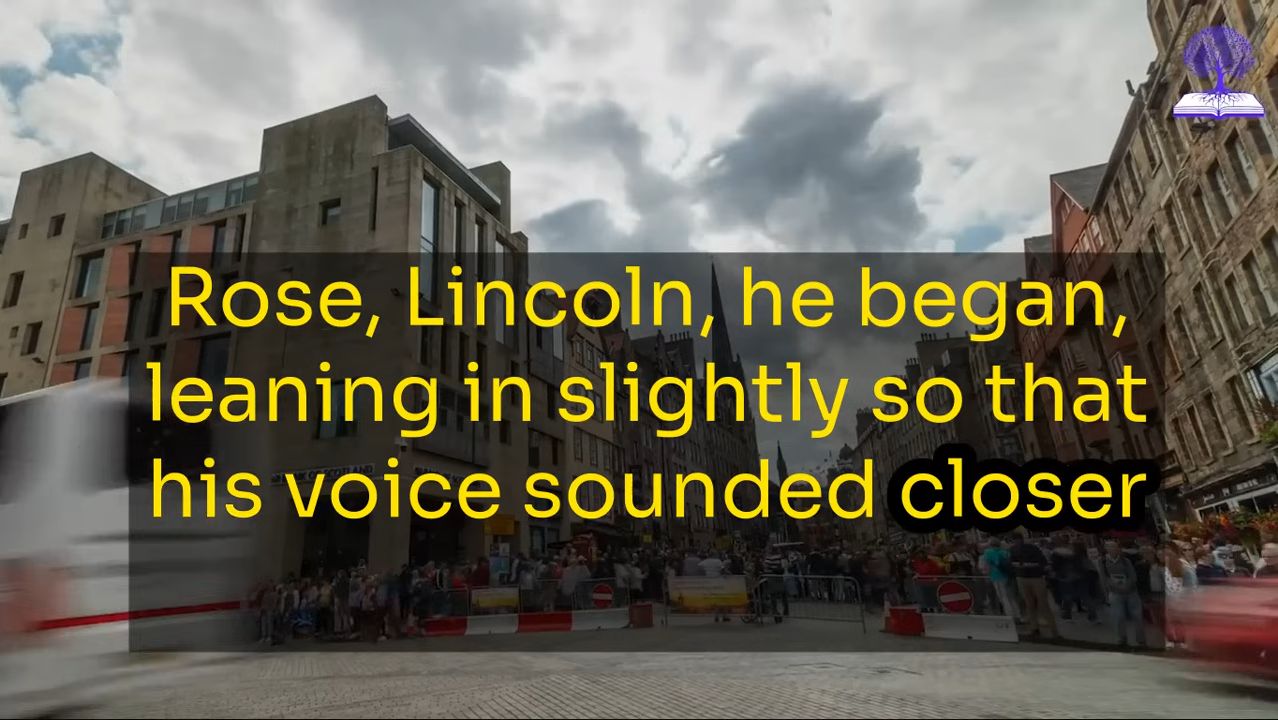 Rose, Lincoln, he began,
leaning in slightly so that
his voice sounded closer